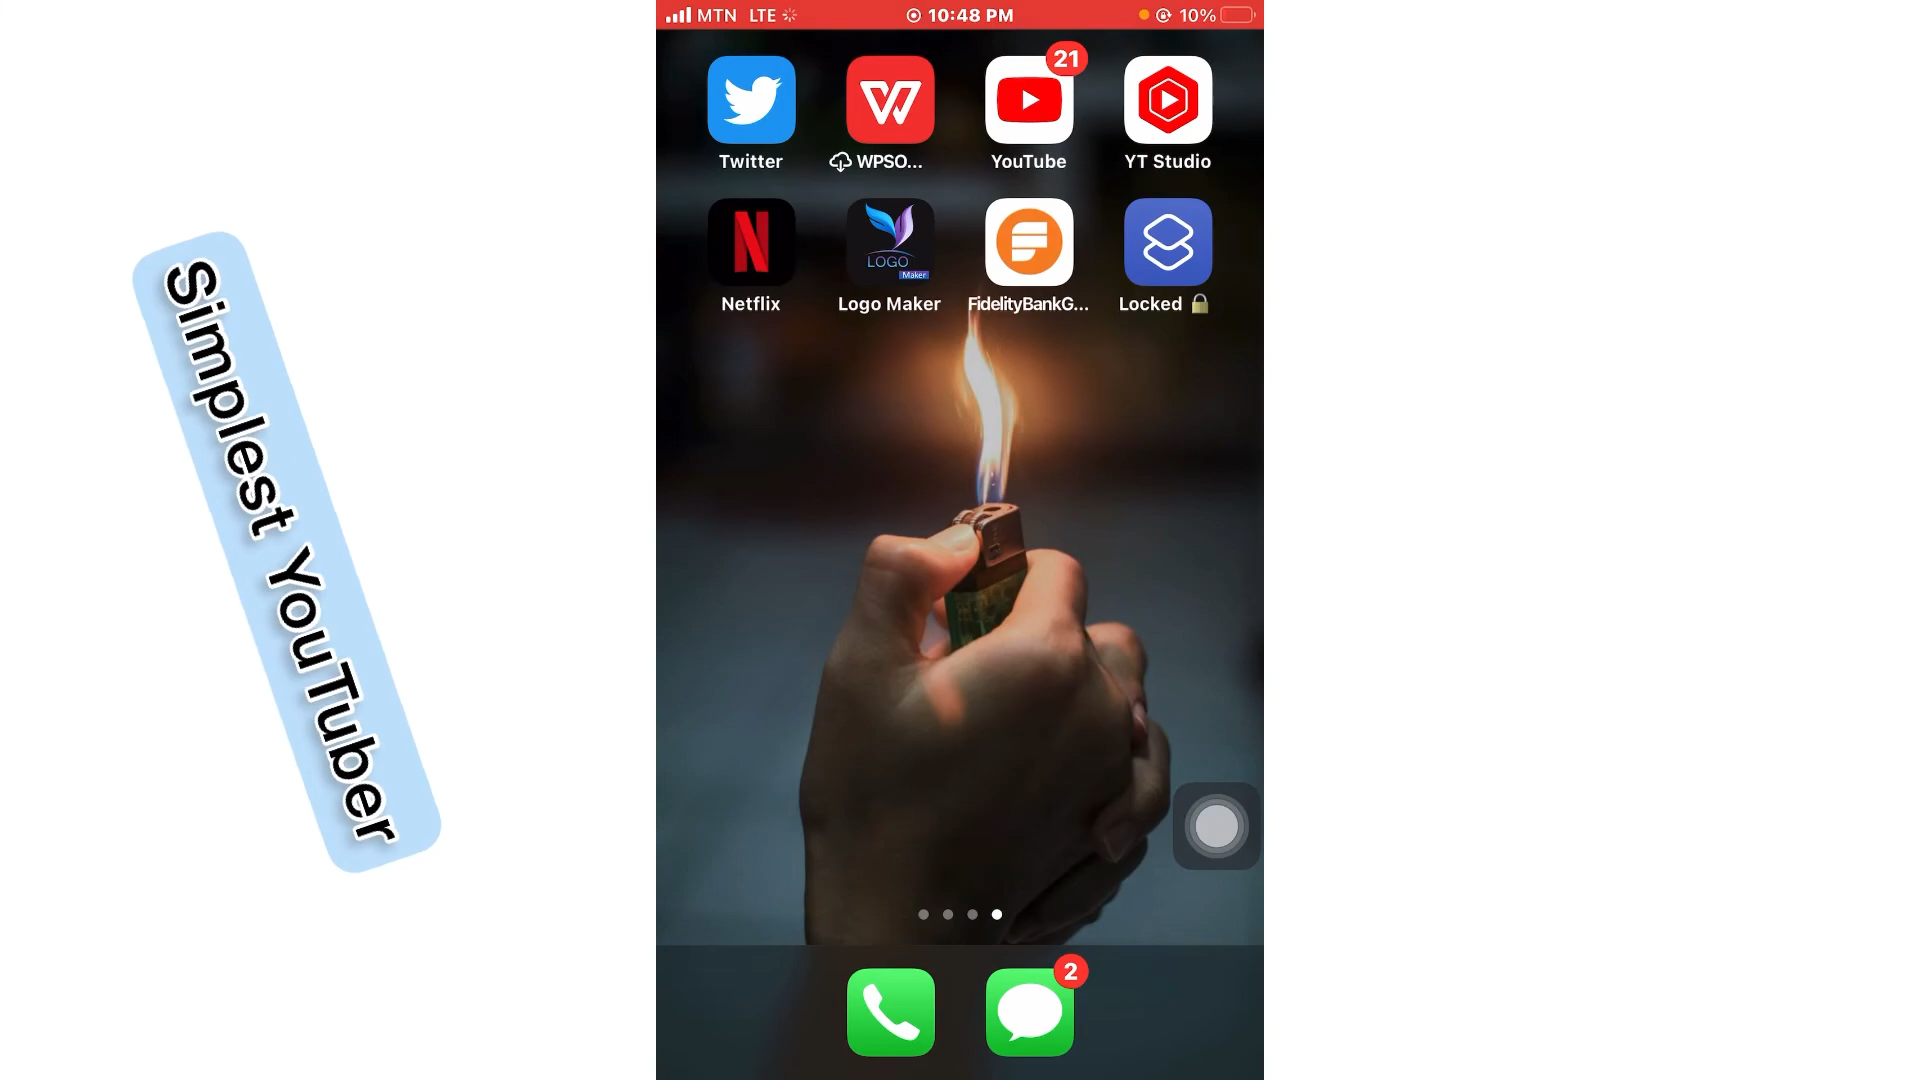 MTN LTE 10:48 PM 10%
21
Twitter WPSO... YouTube YT Studio
LOGO
Maker
Netflix Logo Maker FidelityBankG... Locked
Simplest YouTuber
2